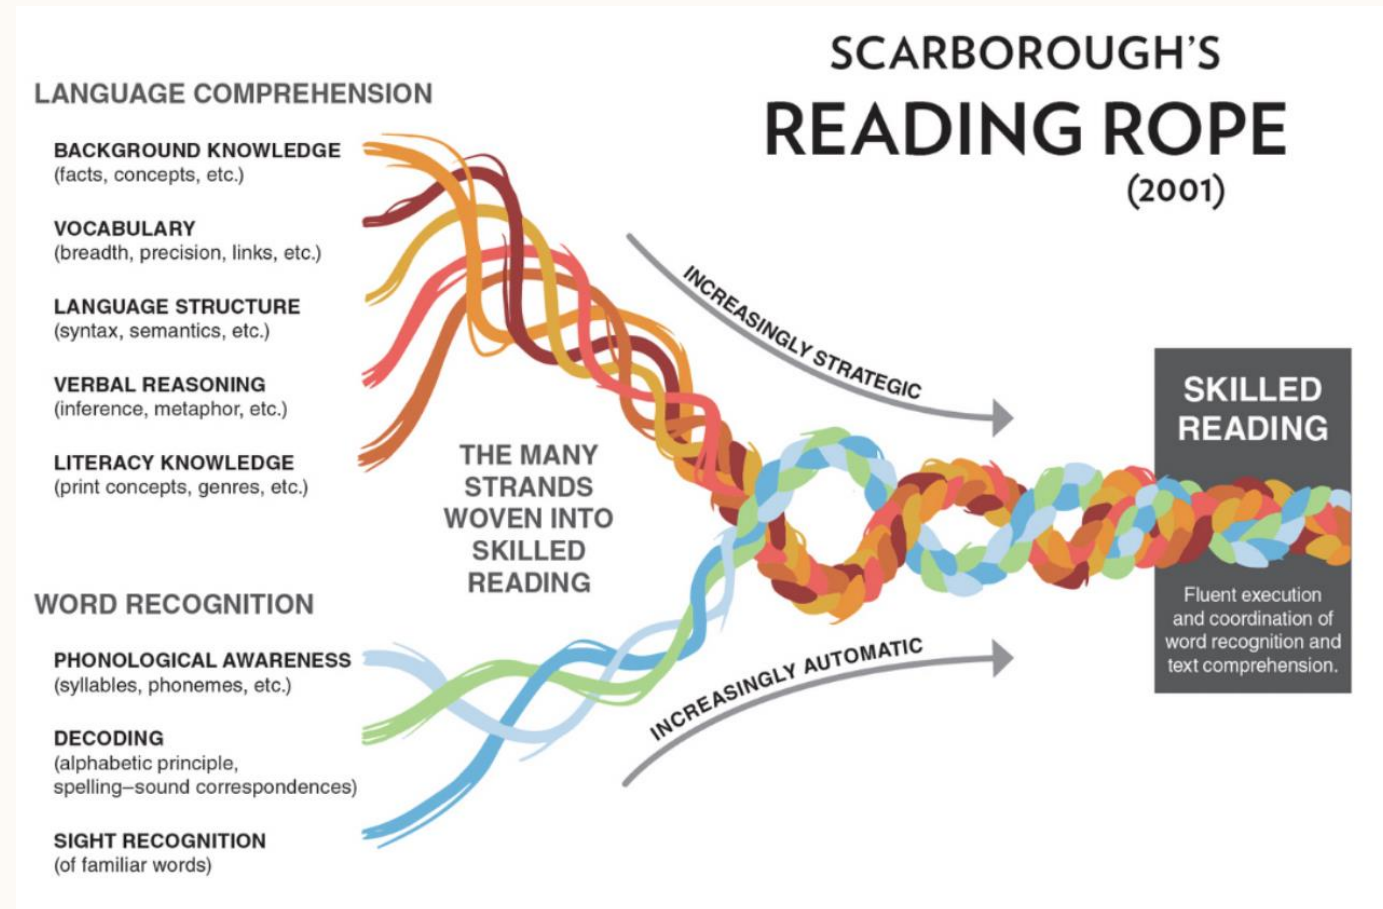 SCARBOROUGH'S
READING ROPE
(2001)
LANGUAGE COMPREHENSION
BACKGROUND KNOWLEDGE
(facts, concepts, etc.)
VOCABULARY
(breadth, precision, links, etc.)
LANGUAGE STRUCTURE
(syntax, semantics, etc.)
VERBAL REASONING
(inference, metaphor, etc.)
LITERACY KNOWLEDGE
(print concepts, genres, etc.)
WORD RECOGNITION
PHONOLOGICAL AWARENESS
(syllables, phonemes, etc.)
DECODING
(alphabetic principle,
spelling–sound correspondences)
SIGHT RECOGNITION
(of familiar words)
THE MANY
STRANDS
WOVEN INTO
SKILLED
READING
INCREASINGLY STRATEGIC
INCREASINGLY AUTOMATIC
SKILLED
READING
Fluent execution
and coordination of
word recognition and
text comprehension.